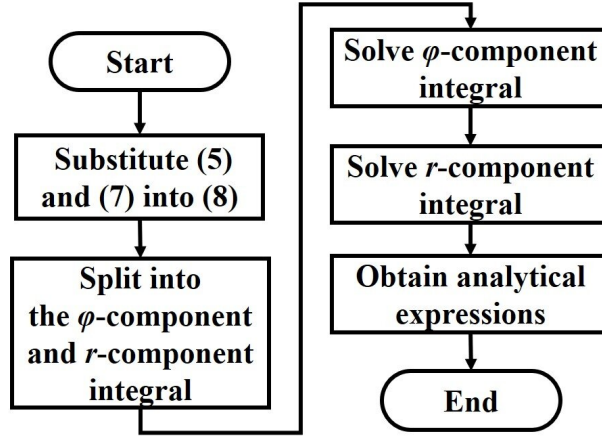 Start
Substitute (5)
and (7) into (8)
Split into
the φ-component
and r-component
integral
Solve φ-component
integral
Solve r-component
integral
Obtain analytical
expressions
End